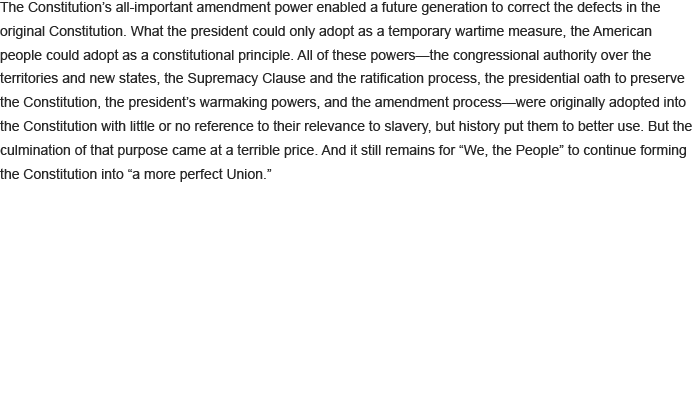 The Constitution’s all-important amendment power enabled a future generation to correct the defects in the
original Constitution. What the president could only adopt as a temporary wartime measure, the American
people could adopt as a constitutional principle. All of these powers—the congressional authority over the
territories and new states, the Supremacy Clause and the ratification process, the presidential oath to preserve
the Constitution, the president’s warmaking powers, and the amendment process—were originally adopted into
the Constitution with little or no reference to their relevance to slavery, but history put them to better use. But the
culmination of that purpose came at a terrible price. And it still remains for “We, the People” to continue forming
the Constitution into “a more perfect Union.”